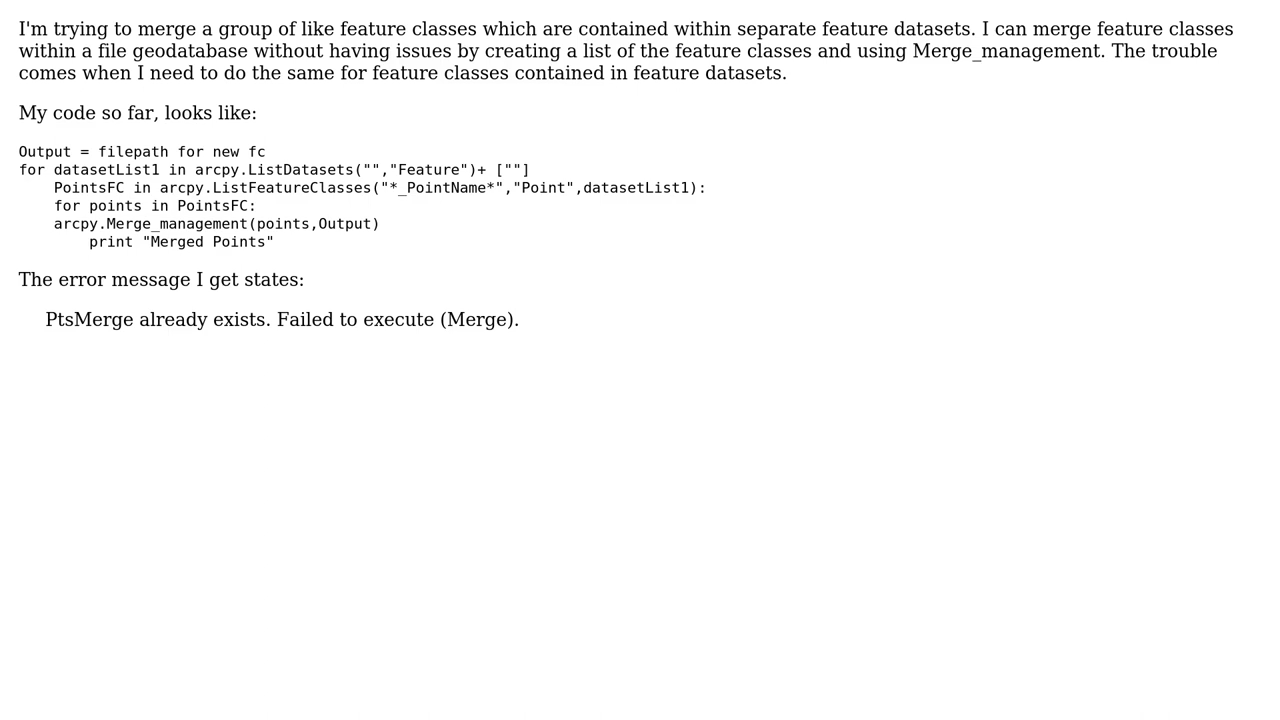 I'm trying to merge a group of like feature classes which are contained within separate feature datasets. I can merge feature classes
within a file geodatabase without having issues by creating a list of the feature classes and using Merge_management. The trouble
comes when I need to do the same for feature classes contained in feature datasets.
My code so far, looks like:
Output = filepath for new fc
for datasetList1 in arcpy.ListDatasets("","Feature")+ [""]
    PointsFC in arcpy.ListFeatureClasses("*_PointName*","Point",datasetList1):
    for points in PointsFC:
    arcpy.Merge_management(points,Output)
        print "Merged Points"
The error message I get states:
PtsMerge already exists. Failed to execute (Merge).